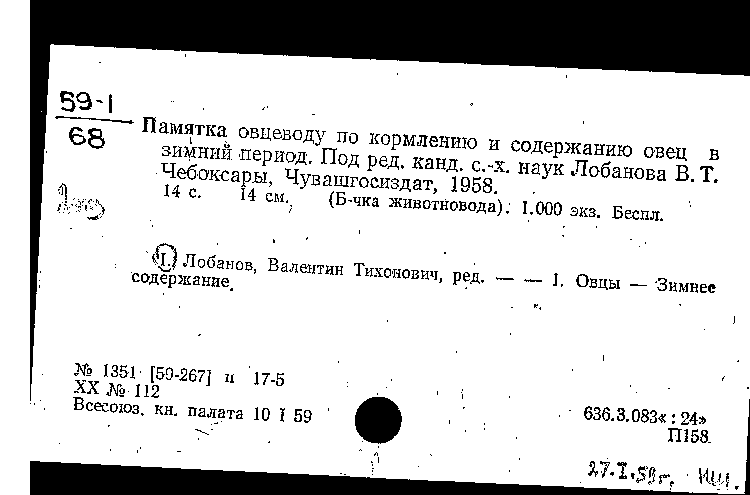 59-1
68
Памятка овцеводу по кормлению и содержанию овец в
зимний период. Под ред. канд. с.-х. наук Лобанова В. Т.
Чебоксары, Чувашгосиздат, 1958.
14 с. 14 см. (Б-чка животновода). 1.000 экз. Беспл.
I. Лобанов, Валентин Тихонович, ред. — — 1. Овцы — Зимнее
содержание.
№ 1351 [59-267] п 17-5
XX № 112
Всесоюз. кн. палата 10 I 59
636.3.083«:24»
П158
27.I.59г.